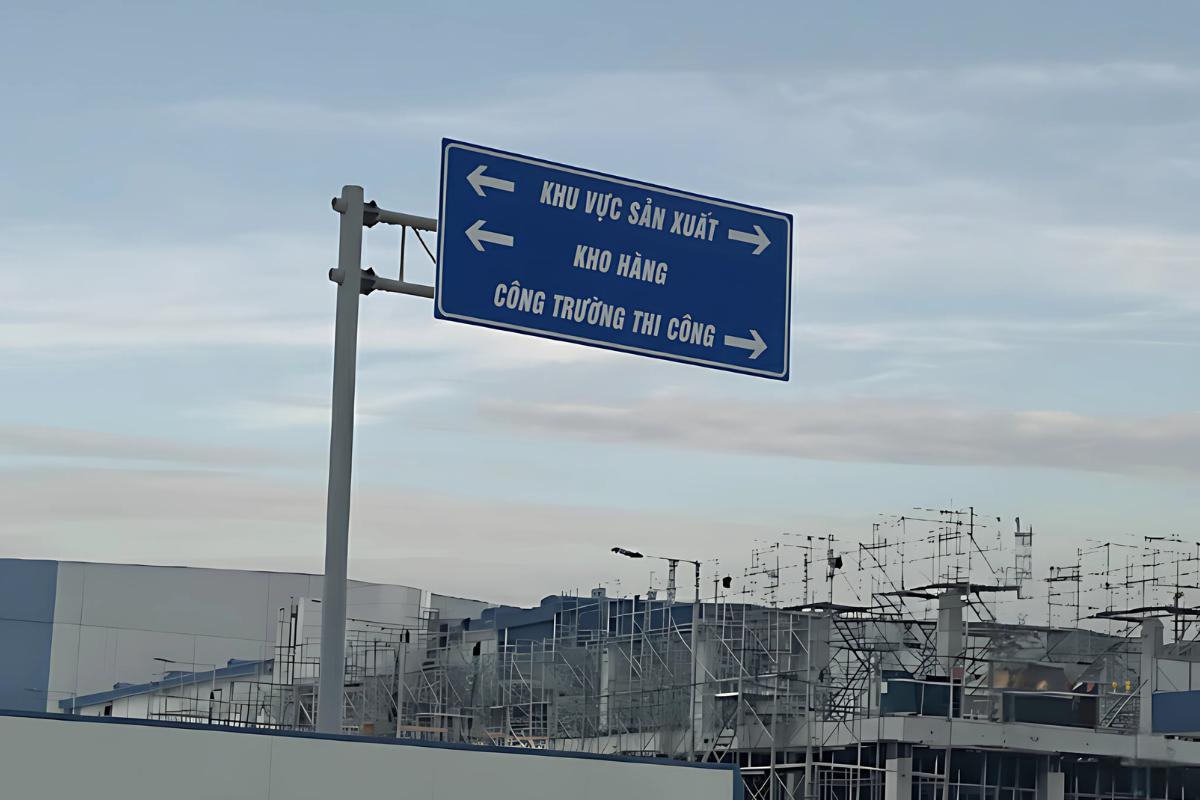 KHU VỰC SẢN XUẤT
KHO HÀNG
CÔNG TRƯỜNG THI CÔNG